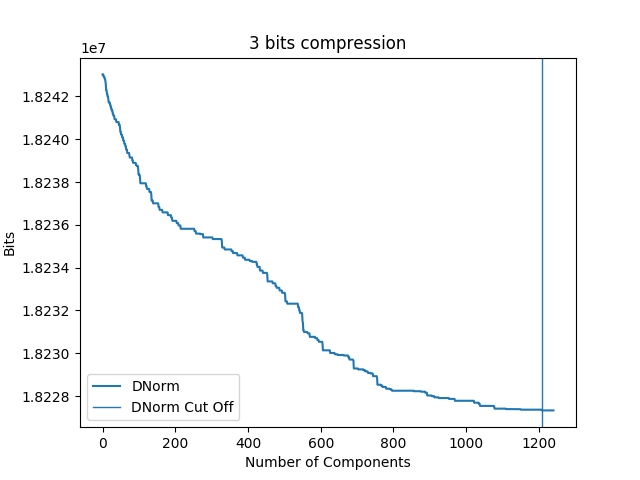 3 bits compression
1e7
1.8242
1.8240
1.8238
1.8236
1.8234
1.8232
1.8230
1.8228
Bits
DNorm
DNorm Cut Off
0 200 400 600 800 1000 1200
Number of Components